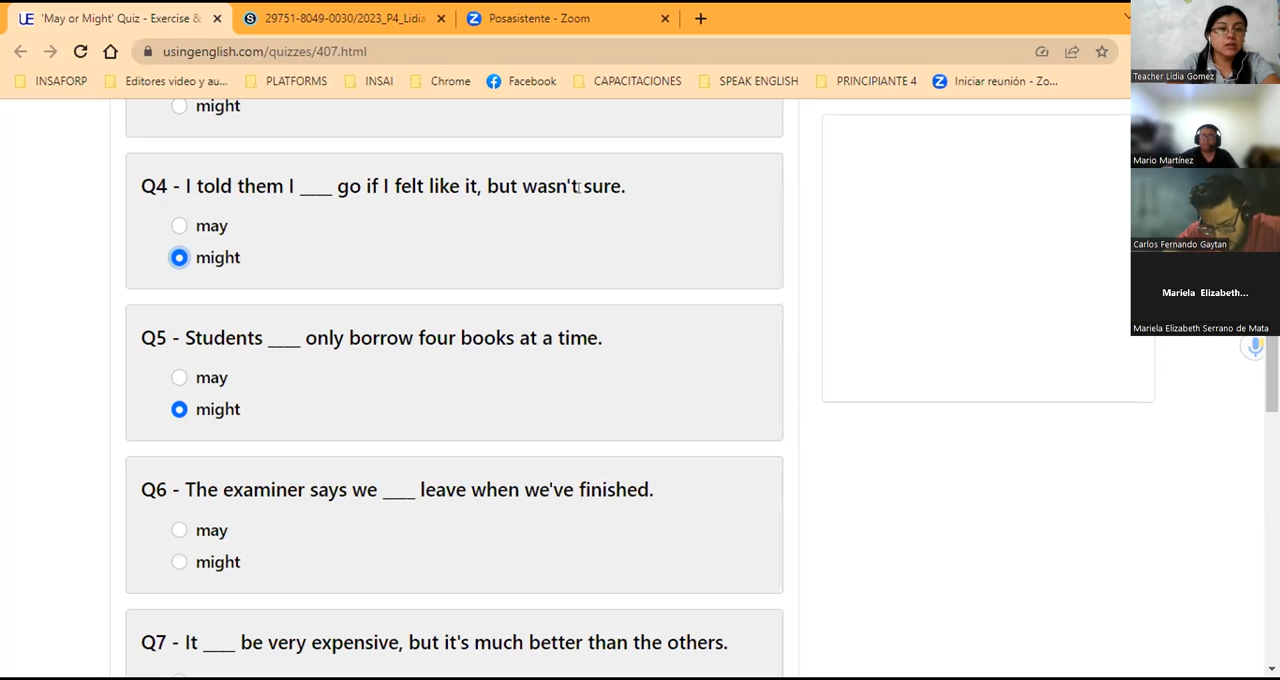 UE 'May or Might' Quiz - Exercise &
29751-8049-0030/2023_P4_Lidia
Posasistente - Zoom
usingenglish.com/quizzes/407.html
INSAFORP
Editores video y au...
PLATFORMS
INSAI
Chrome
Facebook
CAPACITACIONES
SPEAK ENGLISH
PRINCIPIANTE 4
Iniciar reunión - Zo...
Teacher Lidia Gomez
Mario Martínez
Carlos Fernando Gaytan
Mariela Elizabeth...
Mariela Elizabeth Serrano de Mata
might
Q4 - I told them I ____ go if I felt like it, but wasn't sure.
may
might
Q5 - Students ____ only borrow four books at a time.
may
might
Q6 - The examiner says we ____ leave when we've finished.
may
might
Q7 - It ____ be very expensive, but it's much better than the others.